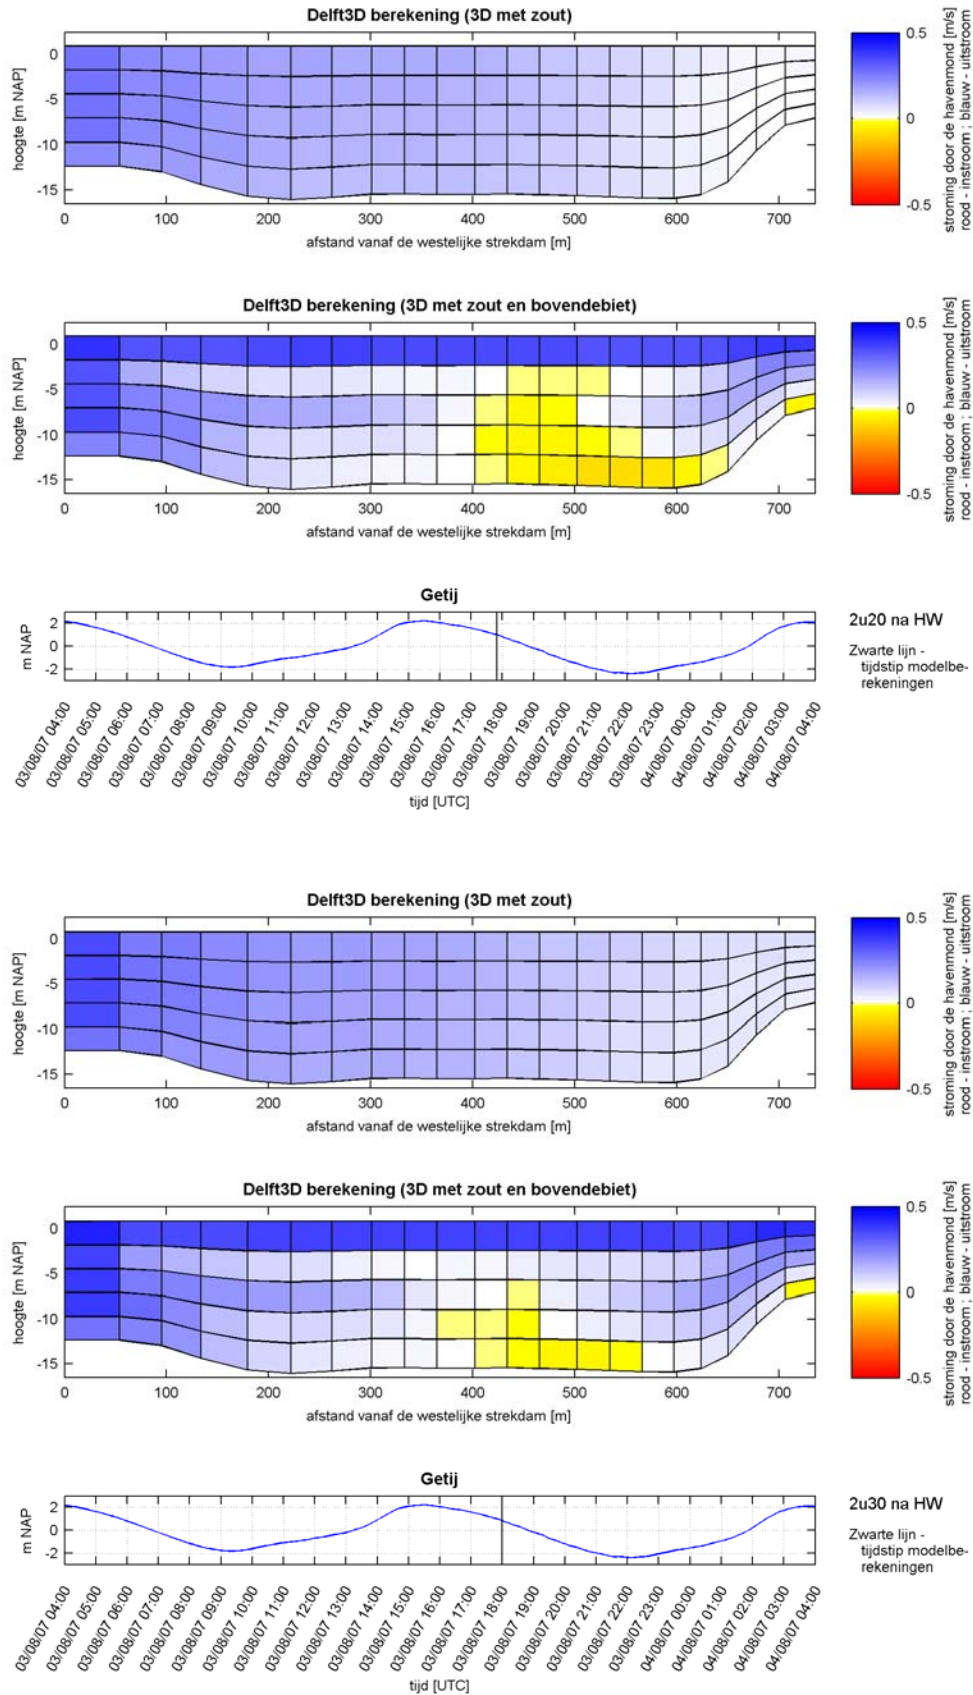 Delft3D berekening (3D met zout)
hoogte [m NAP]
0
-5
-10
-15
0 100 200 300 400 500 600 700
afstand vanaf de westelijke strekdam [m]
0.5
0
-0.5
stroming door de havenmond [m/s]
rood - instroom ; blauw - uitstroom
Delft3D berekening (3D met zout en bovendebiet)
hoogte [m NAP]
0
-5
-10
-15
0 100 200 300 400 500 600 700
afstand vanaf de westelijke strekdam [m]
0.5
0
-0.5
stroming door de havenmond [m/s]
rood - instroom ; blauw - uitstroom
Getij
m NAP
2
0
-2
03/08/07 04:00
03/08/07 05:00
03/08/07 06:00
03/08/07 07:00
03/08/07 08:00
03/08/07 09:00
03/08/07 10:00
03/08/07 11:00
03/08/07 12:00
03/08/07 13:00
03/08/07 14:00
03/08/07 15:00
03/08/07 16:00
03/08/07 17:00
03/08/07 18:00
03/08/07 19:00
03/08/07 20:00
03/08/07 21:00
03/08/07 22:00
03/08/07 23:00
04/08/07 00:00
04/08/07 01:00
04/08/07 02:00
04/08/07 03:00
04/08/07 04:00
tijd [UTC]
2u20 na HW
Zwarte lijn -
tijdstip modelbe-
rekeningen
Delft3D berekening (3D met zout)
hoogte [m NAP]
0
-5
-10
-15
0 100 200 300 400 500 600 700
afstand vanaf de westelijke strekdam [m]
0.5
0
-0.5
stroming door de havenmond [m/s]
rood - instroom ; blauw - uitstroom
Delft3D berekening (3D met zout en bovendebiet)
hoogte [m NAP]
0
-5
-10
-15
0 100 200 300 400 500 600 700
afstand vanaf de westelijke strekdam [m]
0.5
0
-0.5
stroming door de havenmond [m/s]
rood - instroom ; blauw - uitstroom
Getij
m NAP
2
0
-2
03/08/07 04:00
03/08/07 05:00
03/08/07 06:00
03/08/07 07:00
03/08/07 08:00
03/08/07 09:00
03/08/07 10:00
03/08/07 11:00
03/08/07 12:00
03/08/07 13:00
03/08/07 14:00
03/08/07 15:00
03/08/07 16:00
03/08/07 17:00
03/08/07 18:00
03/08/07 19:00
03/08/07 20:00
03/08/07 21:00
03/08/07 22:00
03/08/07 23:00
04/08/07 00:00
04/08/07 01:00
04/08/07 02:00
04/08/07 03:00
04/08/07 04:00
tijd [UTC]
2u30 na HW
Zwarte lijn -
tijdstip modelbe-
rekeningen